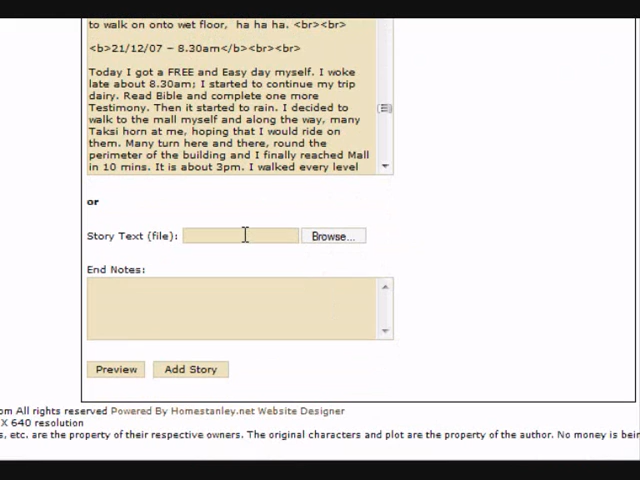 to walk on onto wet floor, ha ha ha. <br><br>
<b>21/12/07 – 8.30am</b><br><br>
Today I got a FREE and Easy day myself. I woke
late about 8.30am; I started to continue my trip
dairy. Read Bible and complete one more
Testimony. Then it started to rain. I decided to
walk to the mall myself and along the way, many
Taksi horn at me, hoping that I would ride on
them. Many turn here and there, round the
perimeter of the building and I finally reached Mall
in 10 mins. It is about 3pm. I walked every level
or
Story Text (file):
Browse...
End Notes:
Preview
Add Story
om All rights reserved Powered By Homestanley.net Website Designer
X 640 resolution
s, etc. are the property of their respective owners. The original characters and plot are the property of the author. No money is bei